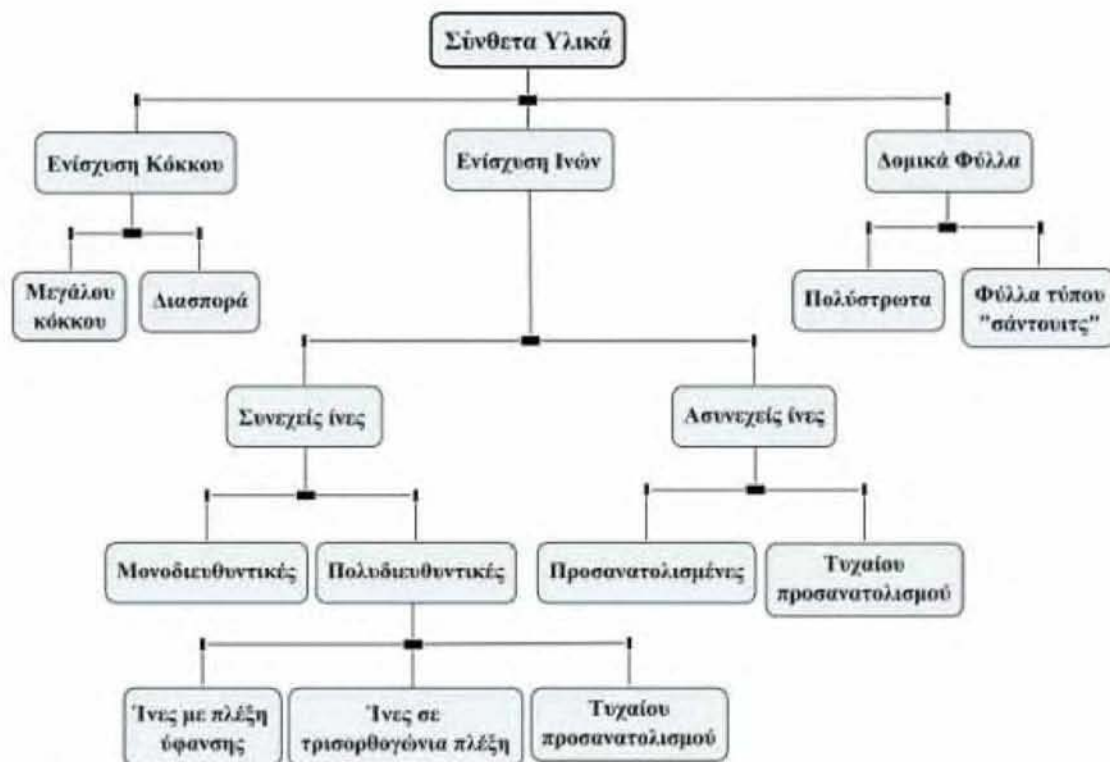 Σύνθετα Υλικά
Ενίσχυση Κόκκου
Ενίσχυση Ινών
Δομικά Φύλλα
Μεγάλου
κόκκου
Διασπορά
Πολύστρωτα
Φύλλα τύπου
"σάντουιτς"
Συνεχείς ίνες
Ασυνεχείς ίνες
Μονοδιευθυντικές
Πολυδιευθυντικές
Προσανατολισμένες
Τυχαίου
προσανατολισμού
Ίνες με πλέξη
ύφανσης
Ίνες σε
τρισορθογώνια πλέξη
Τυχαίου
προσανατολισμού